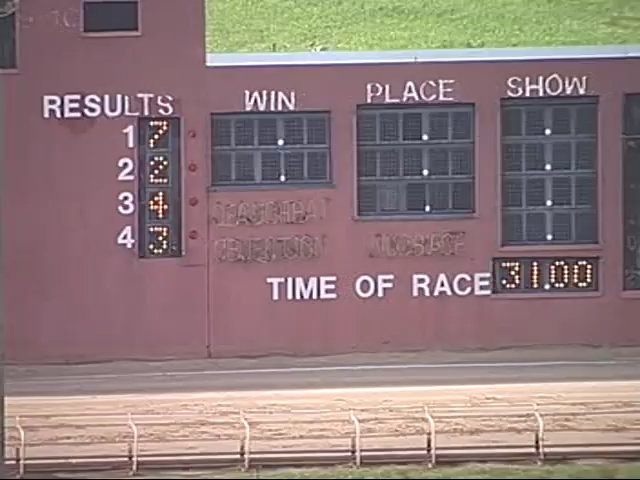 WIN PLACE SHOW
RESULTS
1 7
2 2
3 4
4 3
TIME OF RACE 31.00